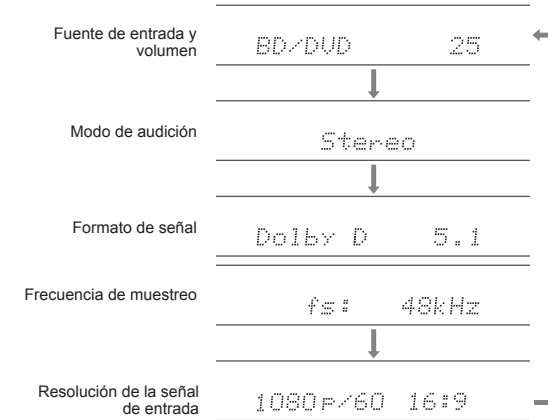 Fuente de entrada y
volumen
BD/DVD 25
Modo de audición
Stereo
Formato de señal
Dolby D 5.1
Frecuencia de muestreo
fs: 48kHz
Resolución de la señal
de entrada
1080p/60 16:9